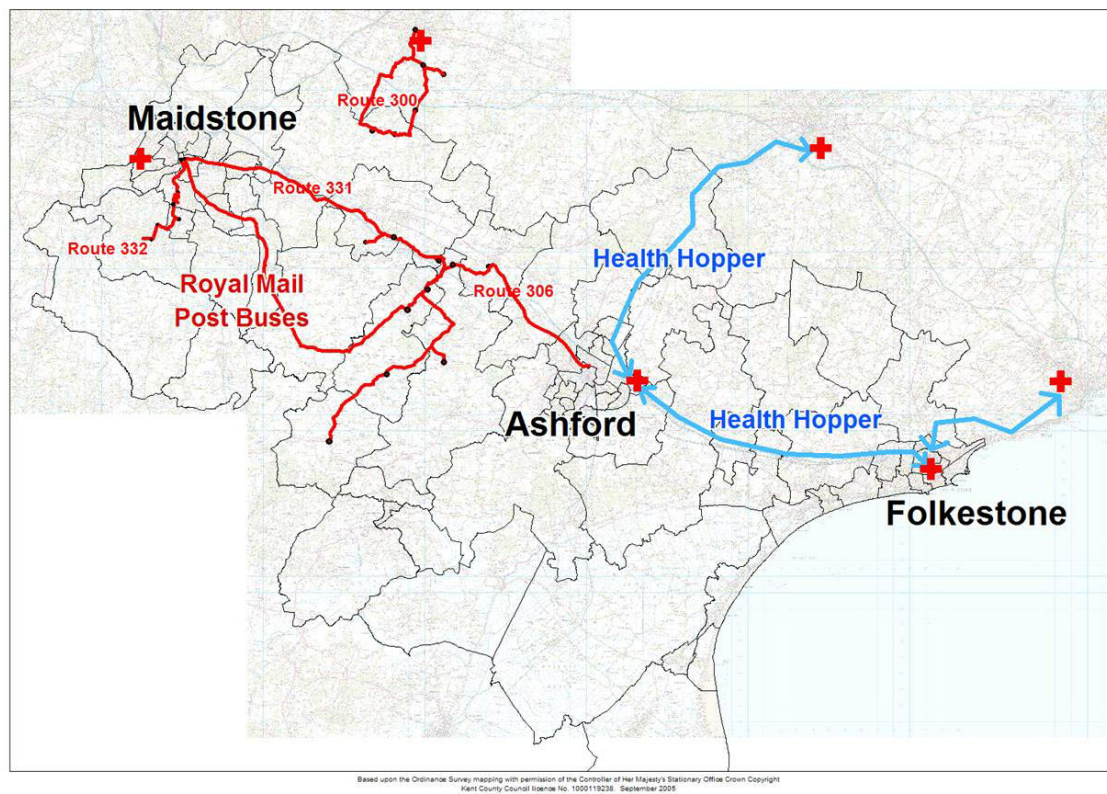 Route 300
Maidstone
Route 331
Route 332
Royal Mail
Post Buses
Route 306
Health Hopper
Ashford
Health Hopper
Folkestone
Based upon the Ordinance Survey mapping with permission of the Controller of Her Majesty's Stationary Office Crown Copyright
Kent County Council licence No. 1000119238. September 2005